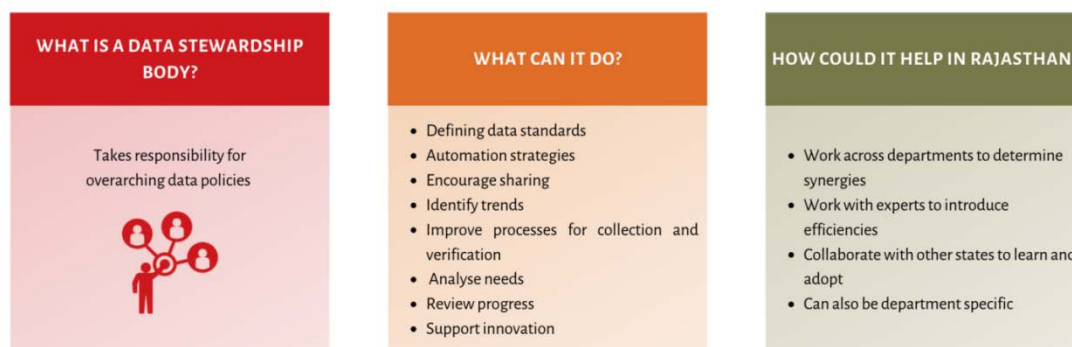 WHAT IS A DATA STEWARDSHIP
BODY?
Takes responsibility for
overarching data policies
WHAT CAN IT DO?
• Defining data standards
• Automation strategies
• Encourage sharing
• Identify trends
• Improve processes for collection and
verification
• Analyse needs
• Review progress
• Support innovation
HOW COULD IT HELP IN RAJASTHAN
• Work across departments to determine
synergies
• Work with experts to introduce
efficiencies
• Collaborate with other states to learn and
adopt
• Can also be department specific